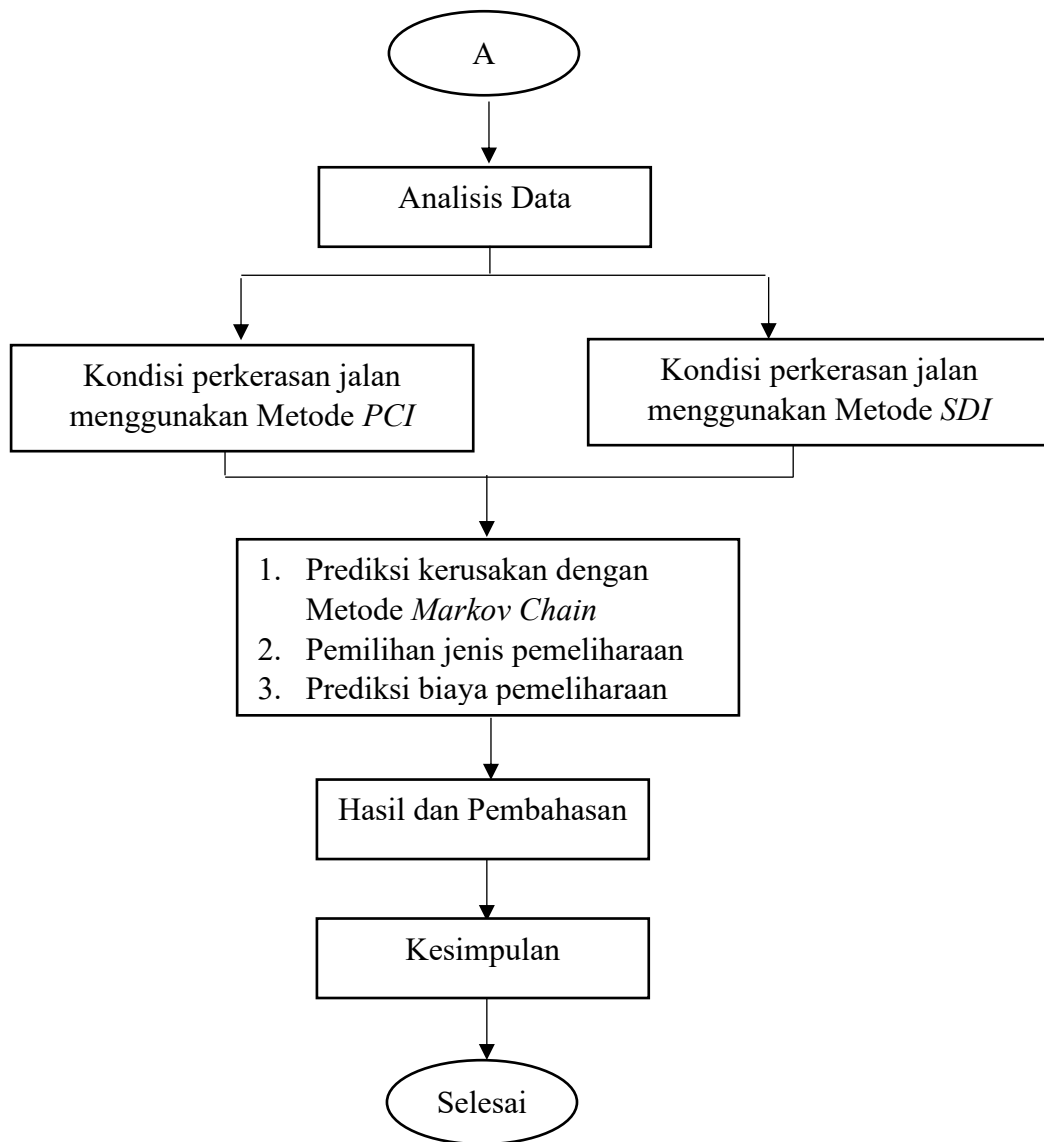 A
Analisis Data
Kondisi perkerasan jalan
menggunakan Metode PCI
Kondisi perkerasan jalan
menggunakan Metode SDI
1. Prediksi kerusakan dengan
Metode Markov Chain
2. Pemilihan jenis pemeliharaan
3. Prediksi biaya pemeliharaan
Hasil dan Pembahasan
Kesimpulan
Selesai